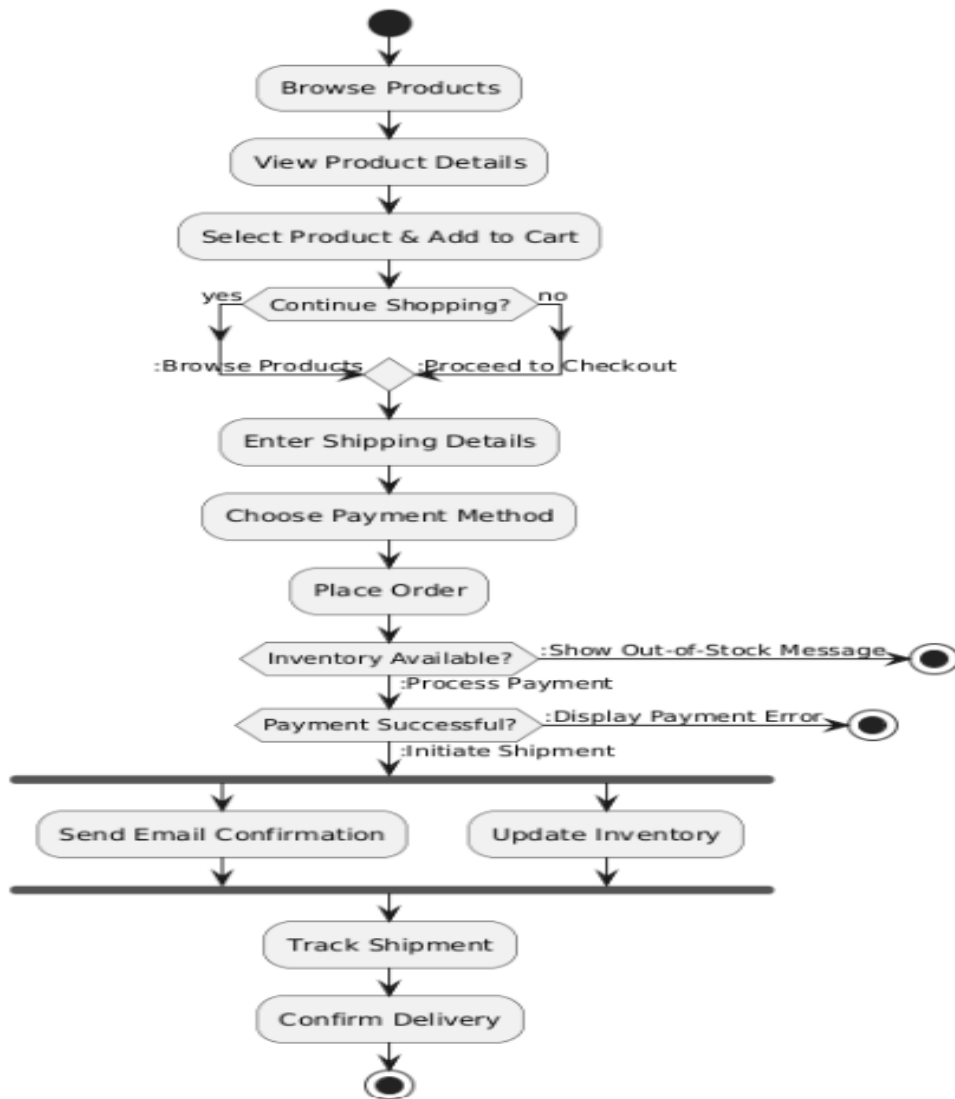 Browse Products
View Product Details
Select Product & Add to Cart
yes
Continue Shopping?
no
:Browse Products
:Proceed to Checkout
Enter Shipping Details
Choose Payment Method
Place Order
Inventory Available?
:Show Out-of-Stock Message
:Process Payment
Payment Successful?
:Display Payment Error
:Initiate Shipment
Send Email Confirmation
Update Inventory
Track Shipment
Confirm Delivery